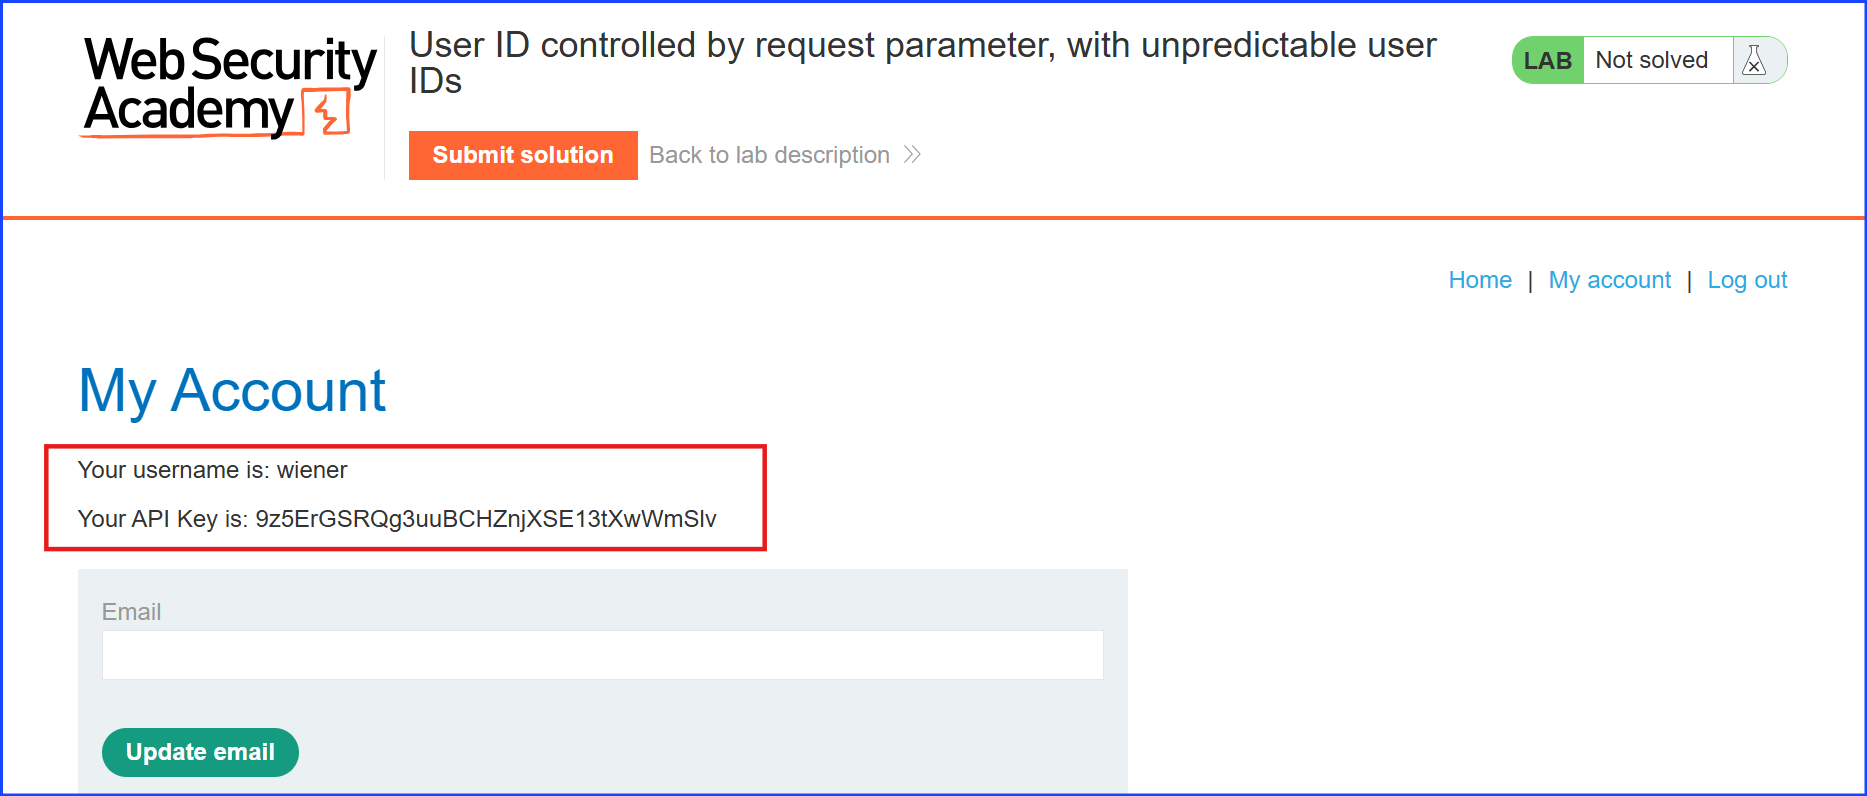 Web Security
Academy
User ID controlled by request parameter, with unpredictable user
IDs
LAB Not solved
Submit solution Back to lab description
Home | My account | Log out
My Account
Your username is: wiener
Your API Key is: 9z5ErGSRQg3uuBCHZnjXSE13tXwWmSlv
Email
Update email